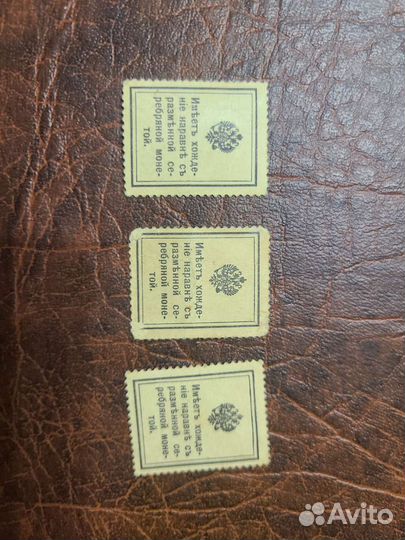 Имѣетъ хожде-
ніе наравнѣ съ
размѣнной се-
ребряной моне-
той.
Имѣетъ хожде-
ніе наравнѣ съ
размѣнной се-
ребряной моне-
той.
Имѣетъ хожде-
ніе наравнѣ съ
размѣнной се-
ребряной моне-
той.
Avito